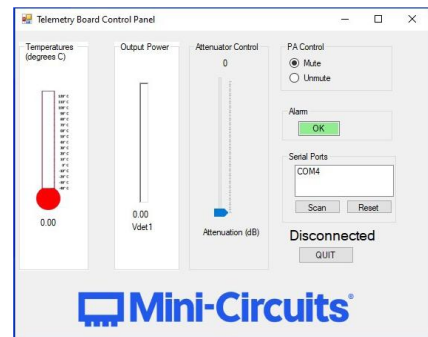 Telemetry Board Control Panel
Temperatures
(degrees C)
0.00
Output Power
0.00
Vdet1
Attenuator Control
0
Attenuation (dB)
PA Control
Mute
Unmute
Alarm
OK
Serial Ports
COM4
Scan Reset
Disconnected
QUIT
Mini-Circuits®